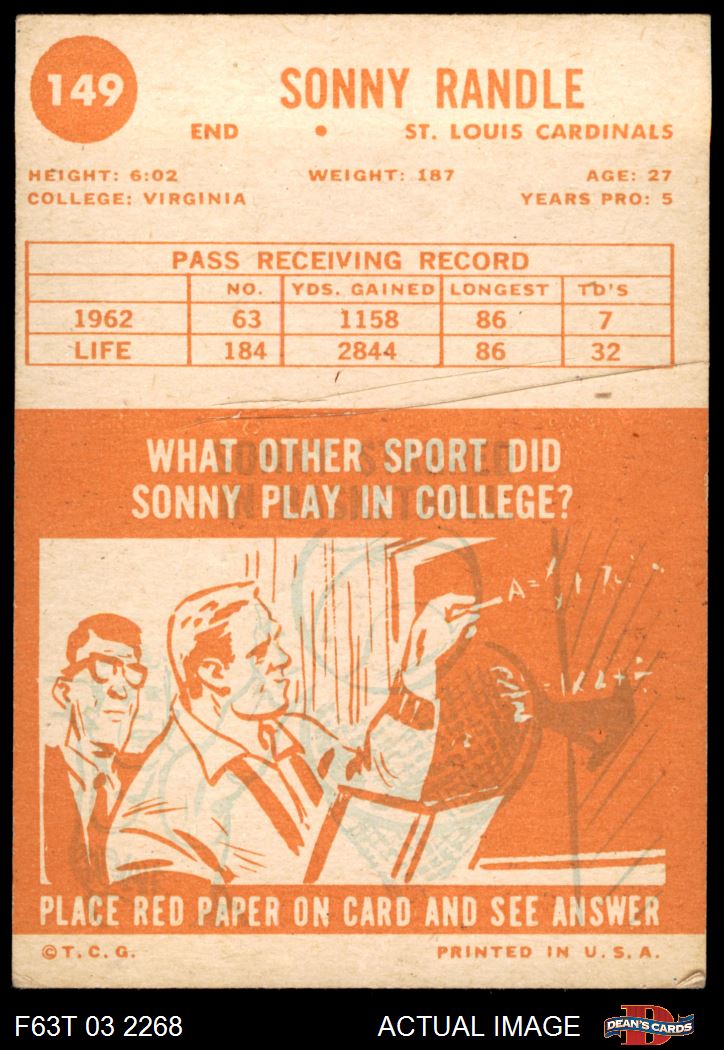 149
SONNY RANDLE
END • ST. LOUIS CARDINALS
HEIGHT: 6:02 WEIGHT: 187 AGE: 27
COLLEGE: VIRGINIA YEARS PRO: 5
PASS RECEIVING RECORD
NO. YDS. GAINED LONGEST TD'S
1962 63 1158 86 7
LIFE 184 2844 86 32
WHAT OTHER SPORT DID
SONNY PLAY IN COLLEGE?
PLACE RED PAPER ON CARD AND SEE ANSWER
© T. C. G. PRINTED IN U. S. A.
F63T 03 2268 ACTUAL IMAGE DEAN'S CARDS